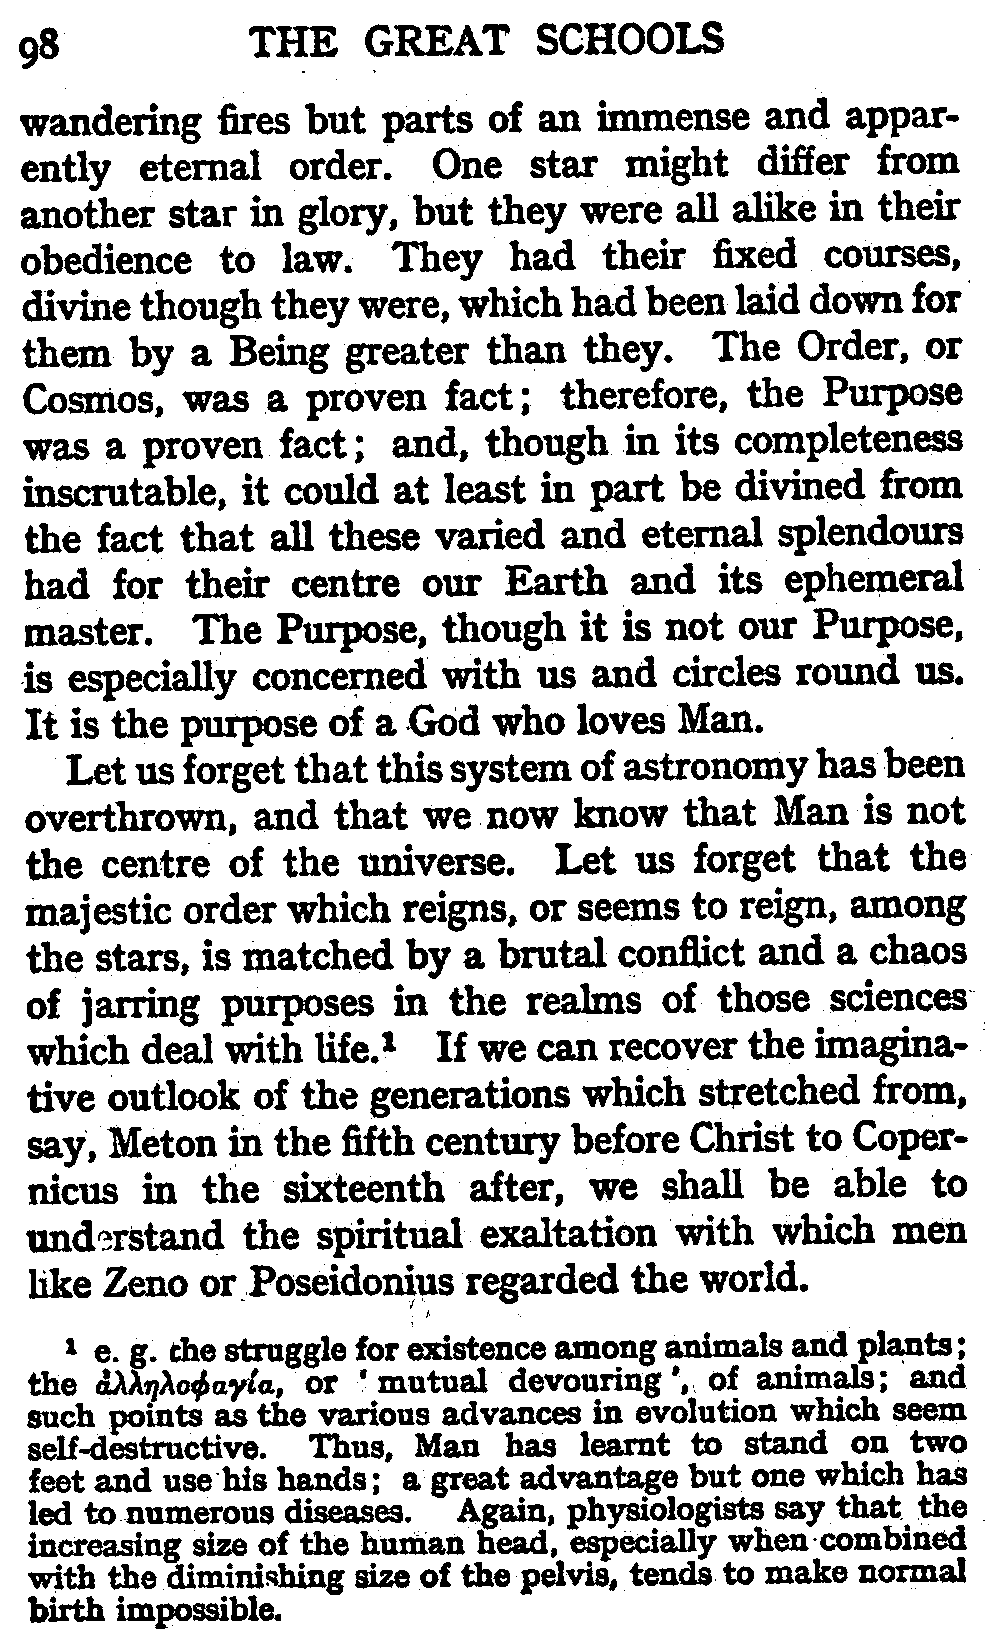 98 THE GREAT SCHOOLS
wandering fires but parts of an immense and appar-
ently eternal order. One star might differ from
another star in glory, but they were all alike in their
obedience to law. They had their fixed courses,
divine though they were, which had been laid down for
them by a Being greater than they. The Order, or
Cosmos, was a proven fact; therefore, the Purpose
was a proven fact; and, though in its completeness
inscrutable, it could at least in part be divined from
the fact that all these varied and eternal splendours
had for their centre our Earth and its ephemeral
master. The Purpose, though it is not our Purpose,
is especially concerned with us and circles round us.
It is the purpose of a God who loves Man.
Let us forget that this system of astronomy has been
overthrown, and that we now know that Man is not
the centre of the universe. Let us forget that the
majestic order which reigns, or seems to reign, among
the stars, is matched by a brutal conflict and a chaos
of jarring purposes in the realms of those sciences
which deal with life.¹ If we can recover the imagina-
tive outlook of the generations which stretched from,
say, Meton in the fifth century before Christ to Coper-
nicus in the sixteenth after, we shall be able to
understand the spiritual exaltation with which men
like Zeno or Poseidonius regarded the world.
¹ e. g. the struggle for existence among animals and plants;
the ἀλληλοφαγία, or 'mutual devouring', of animals; and
such points as the various advances in evolution which seem
self-destructive. Thus, Man has learnt to stand on two
feet and use his hands; a great advantage but one which has
led to numerous diseases. Again, physiologists say that the
increasing size of the human head, especially when combined
with the diminishing size of the pelvis, tends to make normal
birth impossible.